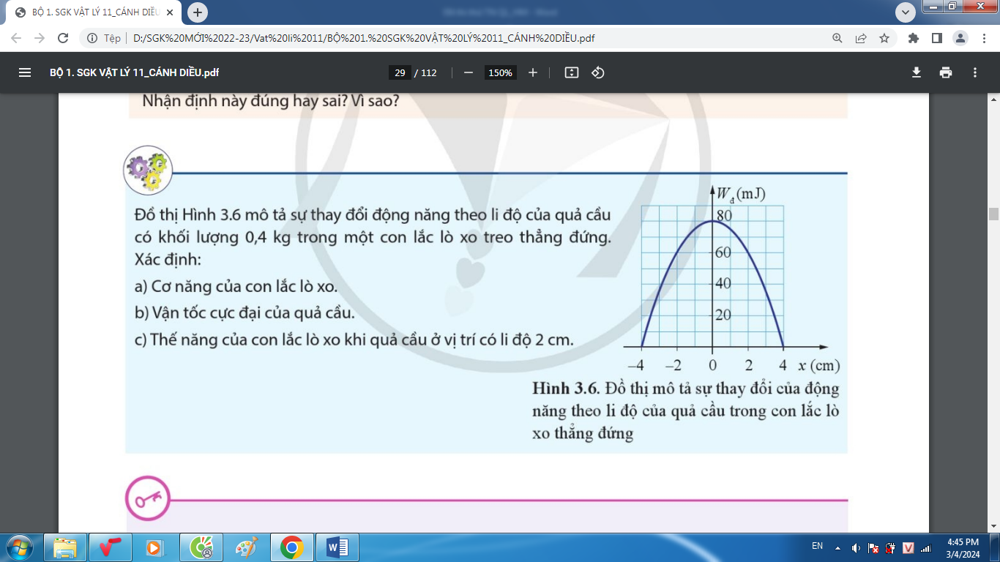 BỘ 1. SGK VẬT LÝ 11_CÁNH DIỀU
Tệp
D:/SGK%20MỚI%2022-23/Vat%20li%2011/BỘ%201.%20SGK%20VẬT%20LÝ%2011_CÁNH%20DIỀU.pdf
BỘ 1. SGK VẬT LÝ 11_CÁNH DIỀU.pdf
29 / 112
150%
Nhận định này đúng hay sai? Vì sao?
Đồ thị Hình 3.6 mô tả sự thay đổi động năng theo li độ của quả cầu
có khối lượng 0,4 kg trong một con lắc lò xo treo thẳng đứng.
Xác định:
a) Cơ năng của con lắc lò xo.
b) Vận tốc cực đại của quả cầu.
c) Thế năng của con lắc lò xo khi quả cầu ở vị trí có li độ 2 cm.
Wđ (mJ)
80
60
40
20
–4 –2 0 2 4 x (cm)
Hình 3.6. Đồ thị mô tả sự thay đổi của động
năng theo li độ của quả cầu trong con lắc lò
xo thẳng đứng
EN
4:45 PM
3/4/2024